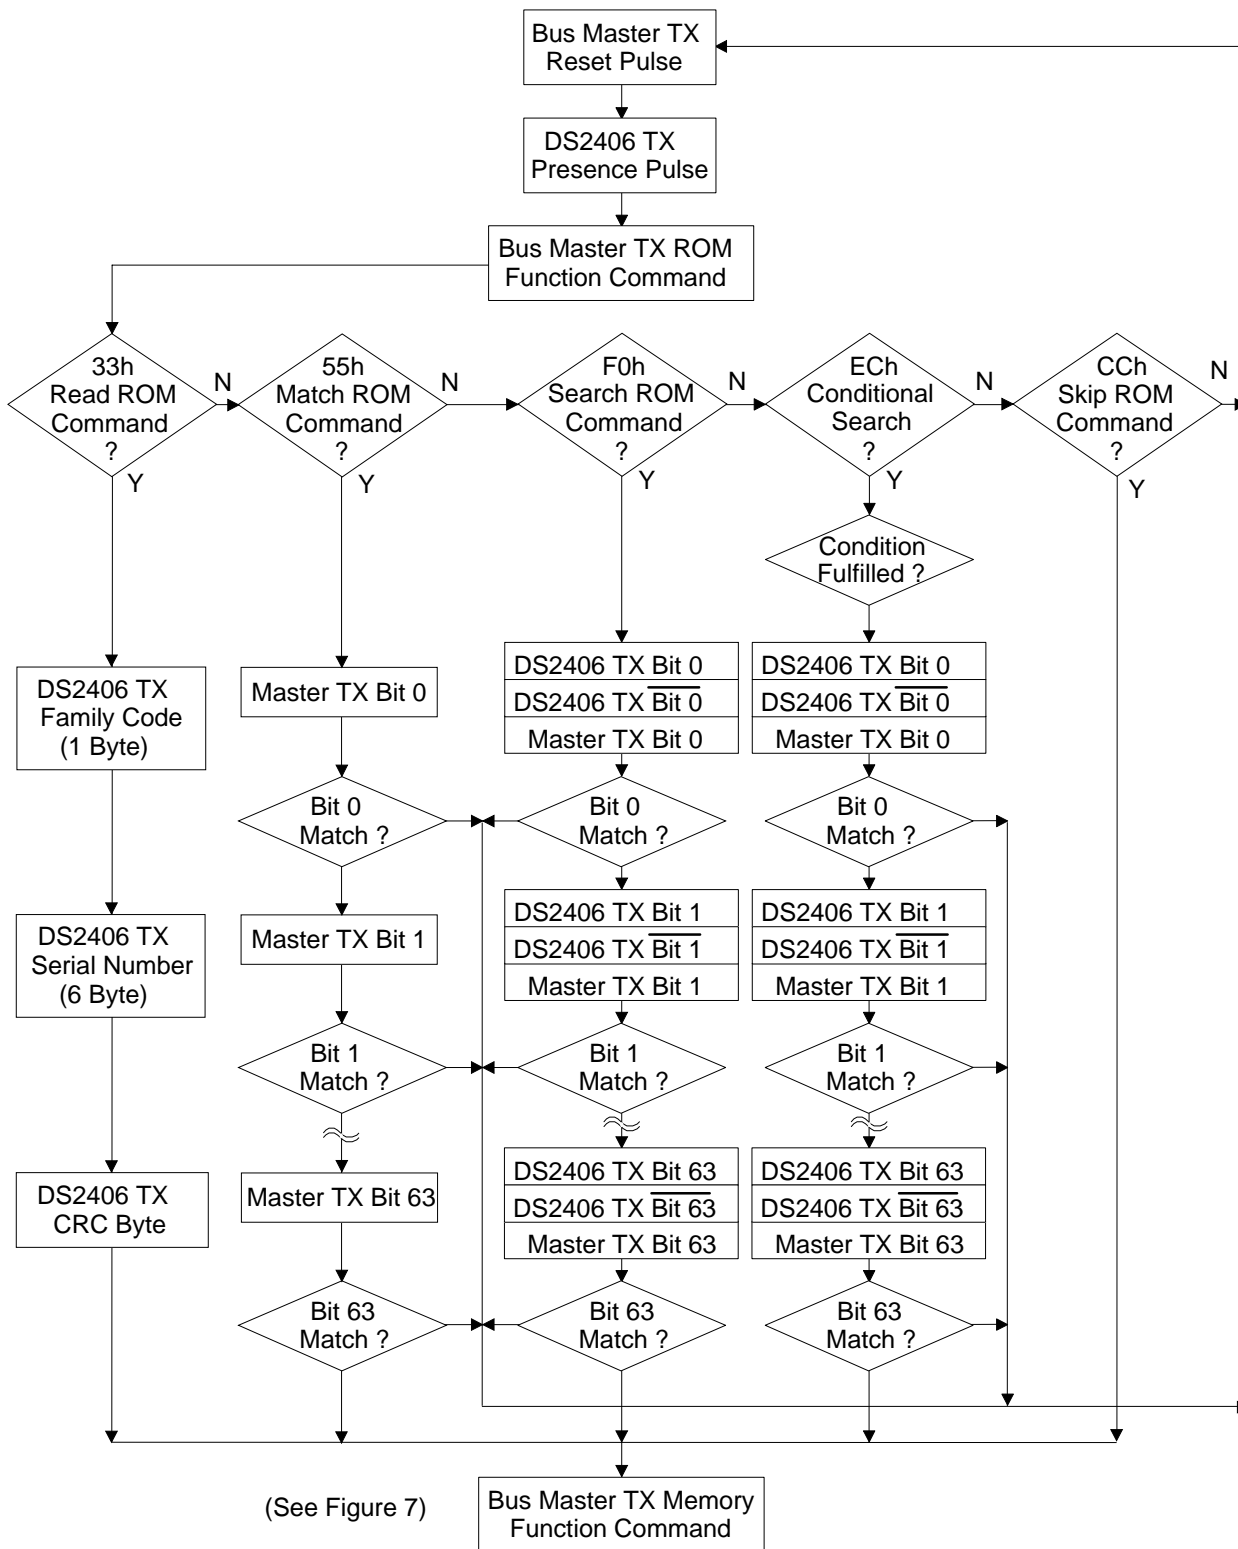 Bus Master TX
Reset Pulse
DS2406 TX
Presence Pulse
Bus Master TX ROM
Function Command
33h
Read ROM
Command
?
N
Y
55h
Match ROM
Command
?
N
Y
F0h
Search ROM
Command
?
N
Y
ECh
Conditional
Search
?
N
Y
CCh
Skip ROM
Command
?
N
Y
Condition
Fulfilled ?
DS2406 TX
Family Code
(1 Byte)
DS2406 TX
Serial Number
(6 Byte)
DS2406 TX
CRC Byte
Master TX Bit 0
Bit 0
Match ?
Master TX Bit 1
Bit 1
Match ?
Master TX Bit 63
Bit 63
Match ?
DS2406 TX Bit 0
DS2406 TX B̅i̅t̅ ̅0̅
Master TX Bit 0
Bit 0
Match ?
DS2406 TX Bit 1
DS2406 TX B̅i̅t̅ ̅1̅
Master TX Bit 1
Bit 1
Match ?
DS2406 TX Bit 63
DS2406 TX B̅i̅t̅ ̅6̅3̅
Master TX Bit 63
Bit 63
Match ?
DS2406 TX Bit 0
DS2406 TX B̅i̅t̅ ̅0̅
Master TX Bit 0
Bit 0
Match ?
DS2406 TX Bit 1
DS2406 TX B̅i̅t̅ ̅1̅
Master TX Bit 1
Bit 1
Match ?
DS2406 TX Bit 63
DS2406 TX B̅i̅t̅ ̅6̅3̅
Master TX Bit 63
Bit 63
Match ?
(See Figure 7)
Bus Master TX Memory
Function Command